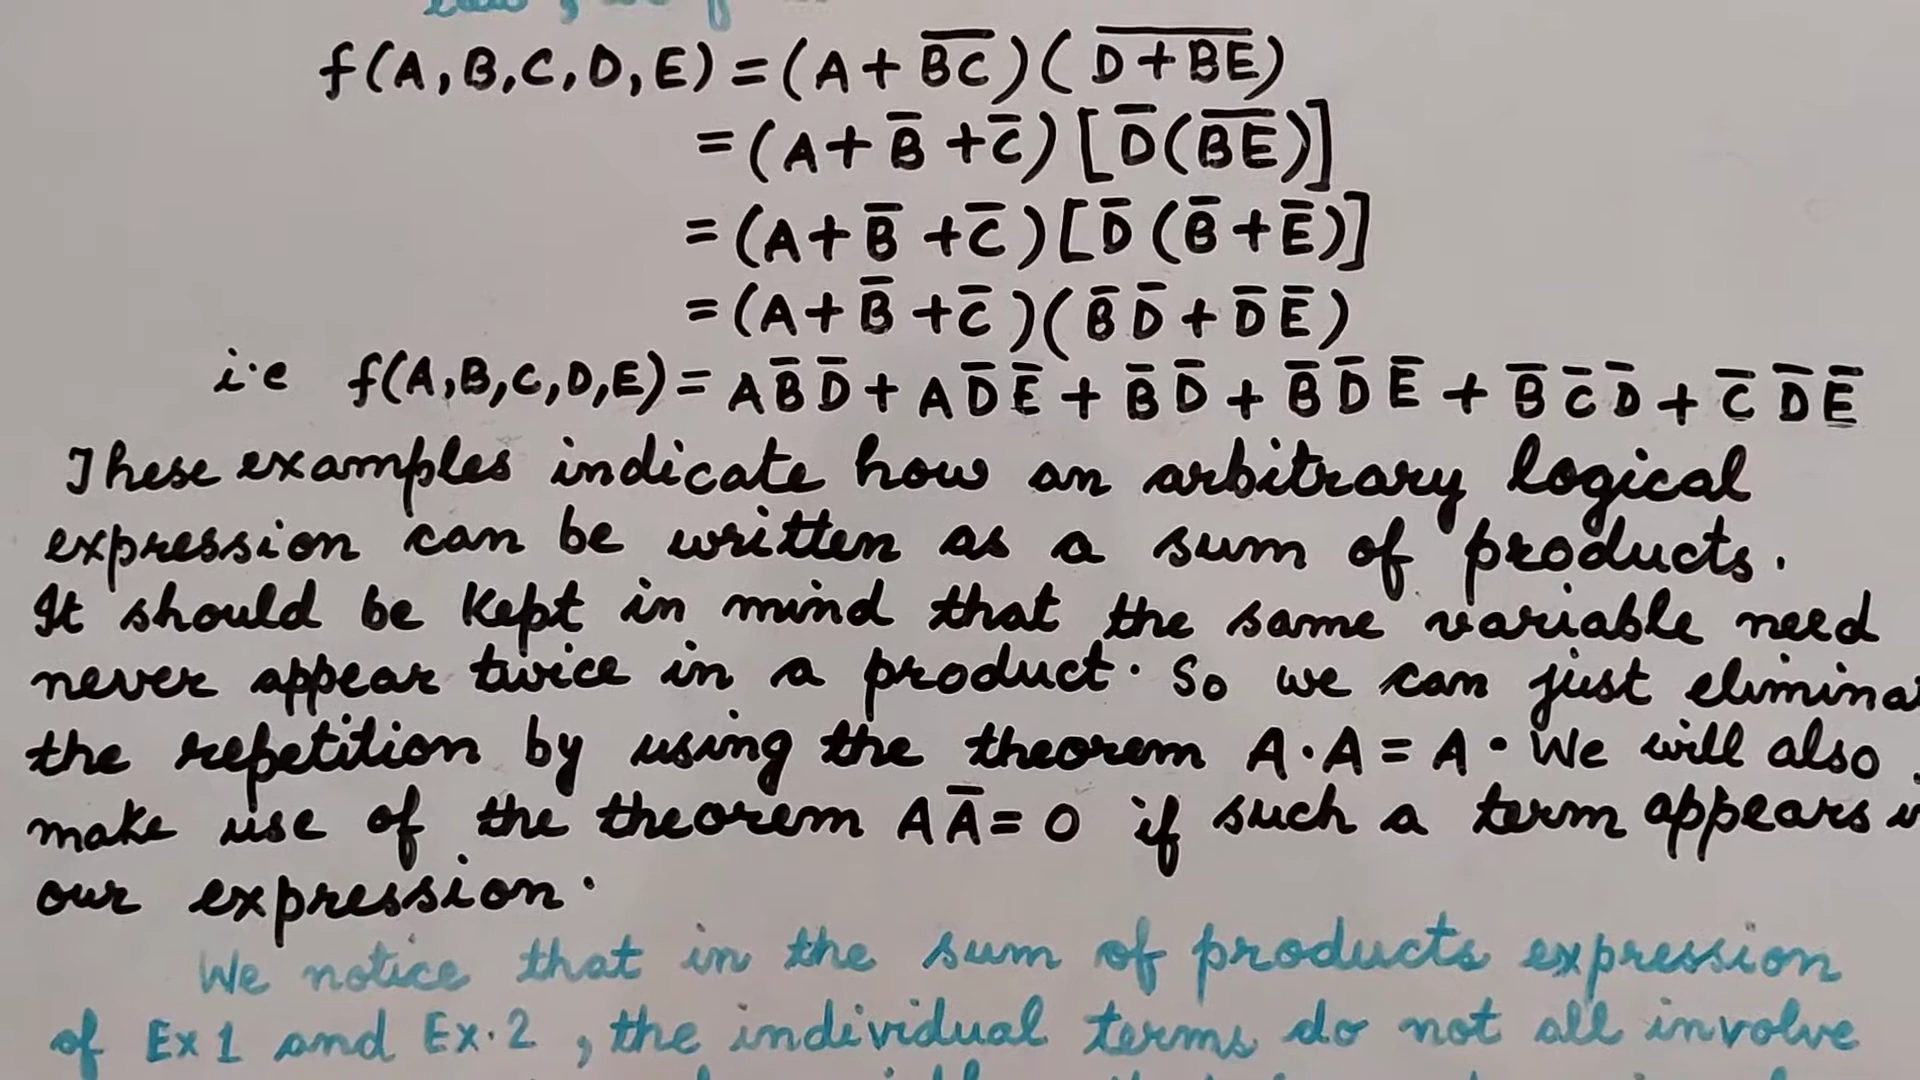 f(A,B,C,D,E) = (A + B̅C̅)(D̅ ̅+̅ ̅B̅E̅)
= (A + B̅ + C̅) [D̅(B̅E̅)]
= (A + B̅ + C̅)[D̅(B̅ + E̅)]
= (A + B̅ + C̅)(B̅ D̅ + D̅ E̅)
i.e f(A,B,C,D,E) = A B̅ D̅ + A D̅ E̅ + B̅ D̅ + B̅ D̅ E̅ + B̅ C̅ D̅ + C̅ D̅ E̅
These examples indicate how an arbitrary logical
expression can be written as a sum of products.
It should be kept in mind that the same variable need
never appear twice in a product. So we can just elimina
the repetition by using the theorem A·A = A. We will also
make use of the theorem A A̅ = 0 if such a term appears
our expression.
We notice that in the sum of products expression
of Ex 1 and Ex. 2, the individual terms do not all involve